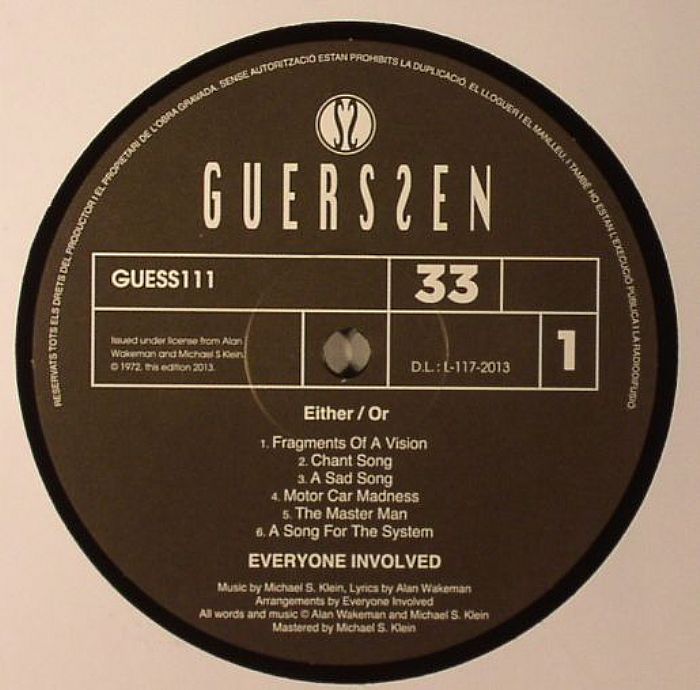 RESERVATS TOTS ELS DRETS DEL PRODUCTOR I EL PROPIETARI DE L'OBRA GRAVADA. SENSE AUTORITZACIÓ ESTAN PROHIBITS LA DUPLICACIÓ, EL LLOGUER I EL MANLLEU, I TAMBÉ HO ESTAN L'EXECUCIÓ PÚBLICA I LA RADIODIFUSIÓ
GUERSSEN
GUESS111
33
Issued under license from Alan
Wakeman and Michael S Klein.
© 1972, this edition 2013.
D.L.: L-117-2013
1
Either / Or
1. Fragments Of A Vision
2. Chant Song
3. A Sad Song
4. Motor Car Madness
5. The Master Man
6. A Song For The System
EVERYONE INVOLVED
Music by Michael S. Klein, Lyrics by Alan Wakeman
Arrangements by Everyone Involved
All words and music © Alan Wakeman and Michael S. Klein
Mastered by Michael S. Klein